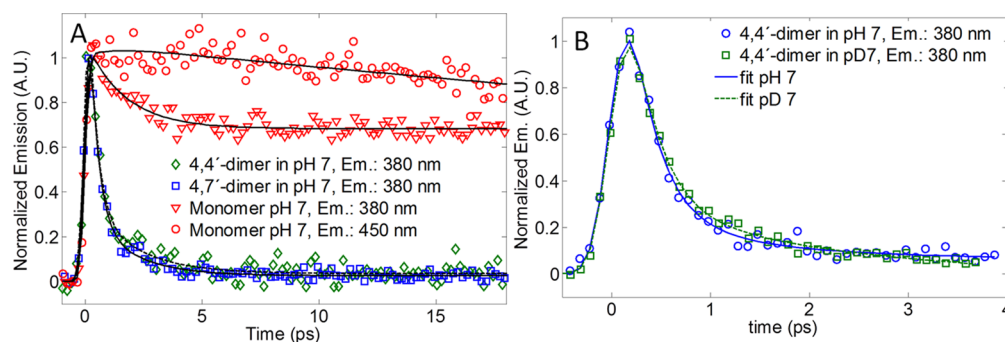 A
Normalized Emission (A.U.)
1
0.8
0.6
0.4
0.2
0
4,4´-dimer in pH 7, Em.: 380 nm
4,7´-dimer in pH 7, Em.: 380 nm
Monomer pH 7, Em.: 380 nm
Monomer pH 7, Em.: 450 nm
0 5 10 15
Time (ps)
B
Normalized Em. (A.U.)
1
0.8
0.6
0.4
0.2
0
4,4´-dimer in pH 7, Em.: 380 nm
4,4´-dimer in pD7, Em.: 380 nm
fit pH 7
fit pD 7
0 1 2 3 4
time (ps)